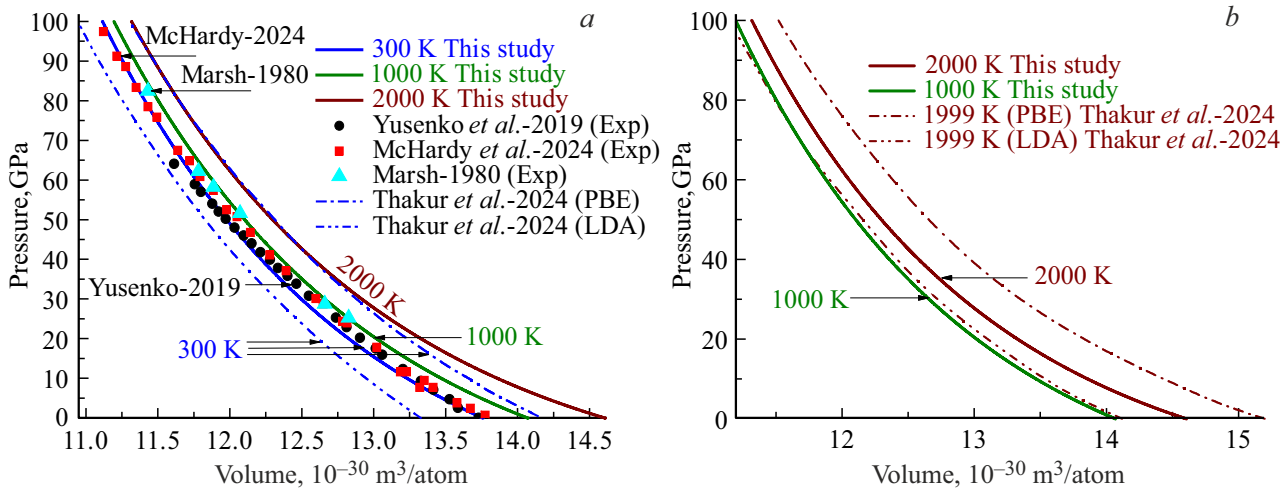 a
100
90
80
70
60
50
40
30
20
10
0
Pressure, GPa
McHardy-2024
Marsh-1980
300 K This study
1000 K This study
2000 K This study
Yusenko et al.-2019 (Exp)
McHardy et al.-2024 (Exp)
Marsh-1980 (Exp)
Thakur et al.-2024 (PBE)
Thakur et al.-2024 (LDA)
2000 K
Yusenko-2019
1000 K
300 K
11.0 11.5 12.0 12.5 13.0 13.5 14.0 14.5
Volume, 10⁻³⁰ m³/atom
b
100
80
60
40
20
0
Pressure, GPa
2000 K This study
1000 K This study
1999 K (PBE) Thakur et al.-2024
1999 K (LDA) Thakur et al.-2024
2000 K
1000 K
12 13 14 15
Volume, 10⁻³⁰ m³/atom